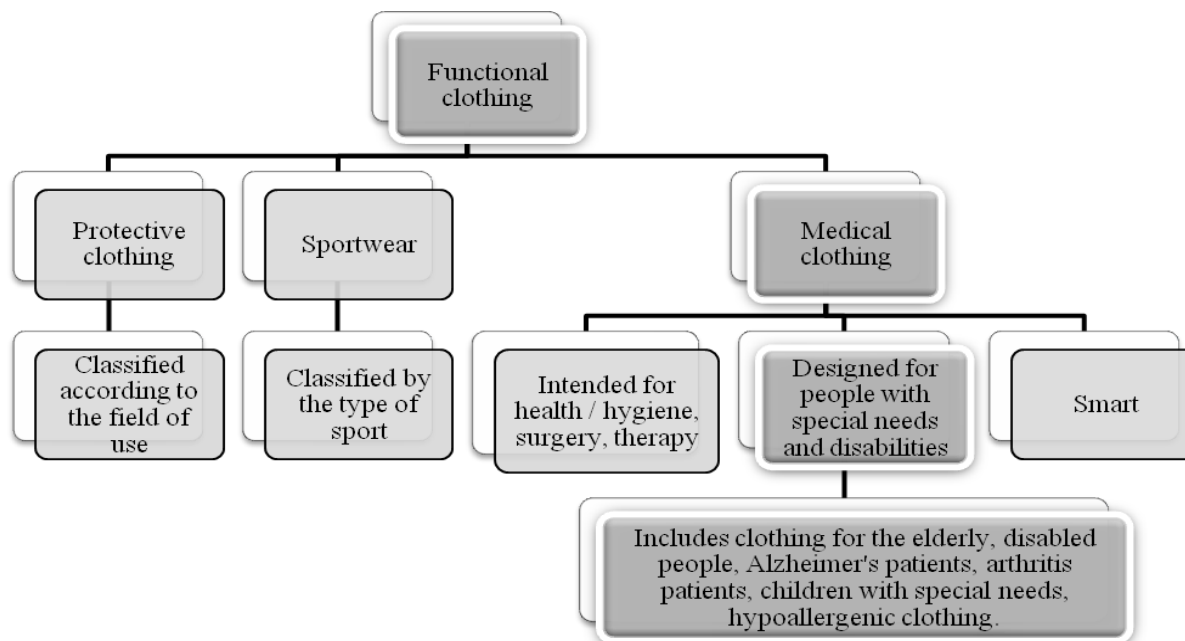 Functional
clothing
Protective
clothing
Sportwear
Medical
clothing
Classified
according to
the field of
use
Classified by
the type of
sport
Intended for
health / hygiene,
surgery, therapy
Designed for
people with
special needs
and disabilities
Smart
Includes clothing for the elderly, disabled
people, Alzheimer's patients, arthritis
patients, children with special needs,
hypoallergenic clothing.